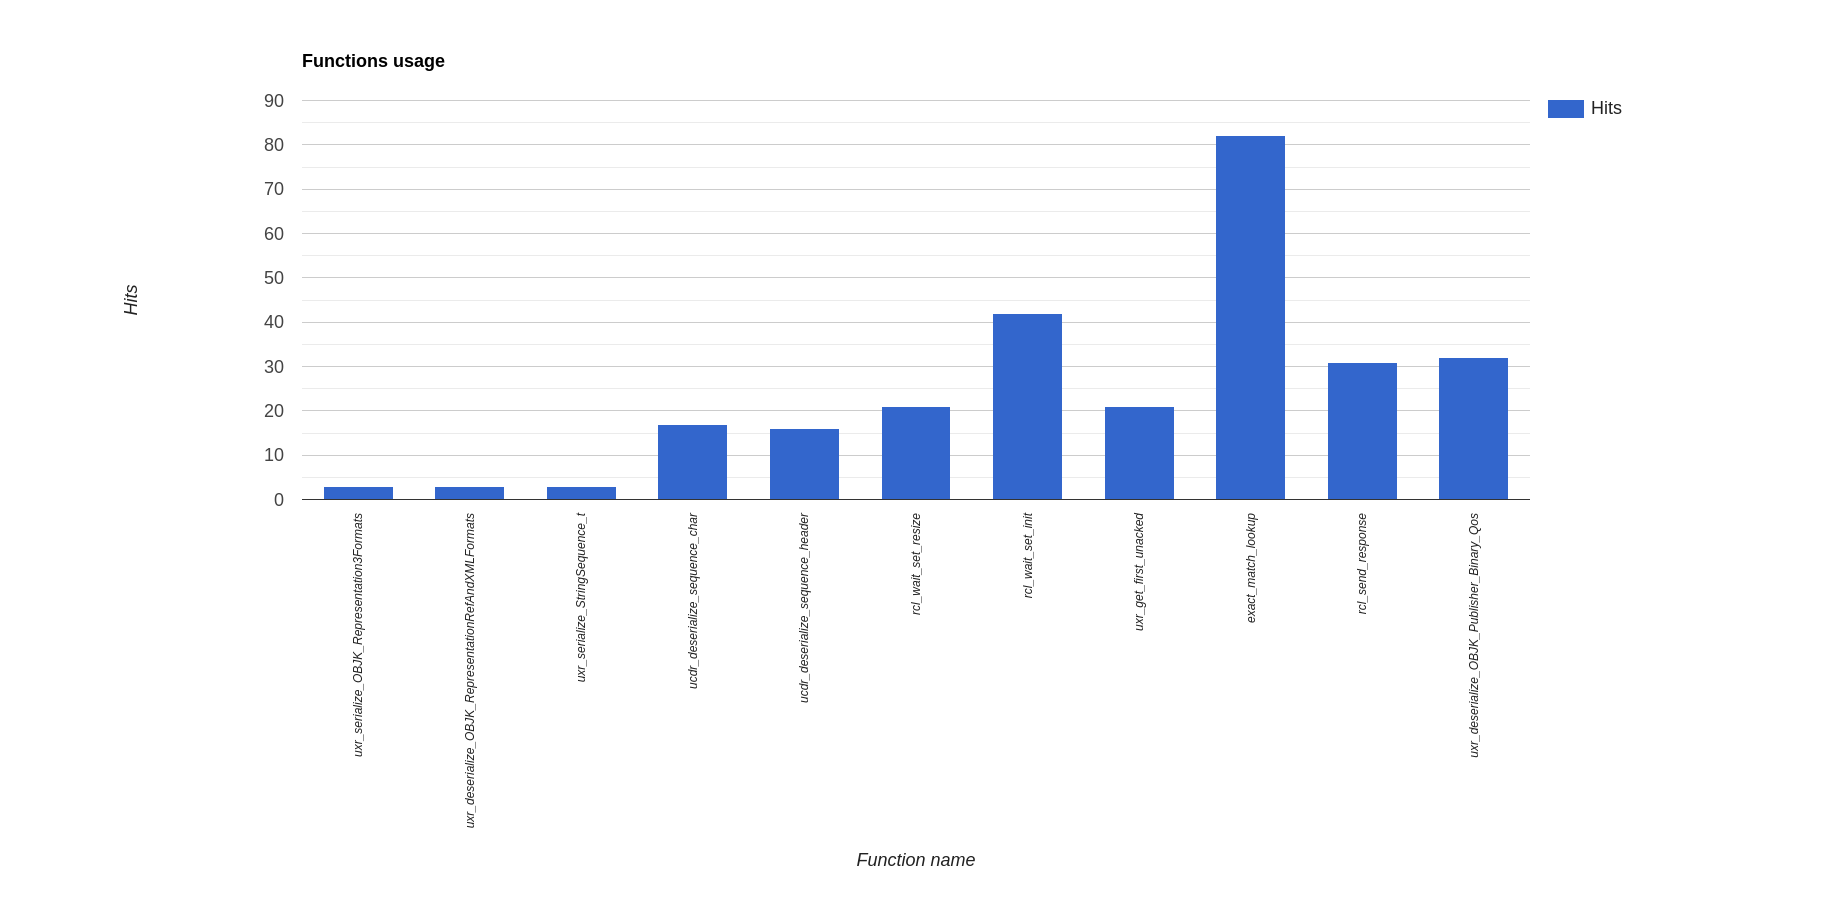 Functions usage
Hits
90
80
70
60
50
40
30
20
10
0
Hits
uxr_serialize_OBJK_Representation3Formats
uxr_deserialize_OBJK_RepresentationRefAndXMLFormats
uxr_serialize_StringSequence_t
ucdr_deserialize_sequence_char
ucdr_deserialize_sequence_header
rcl_wait_set_resize
rcl_wait_set_init
uxr_get_first_unacked
exact_match_lookup
rcl_send_response
uxr_deserialize_OBJK_Publisher_Binary_Qos
Function name